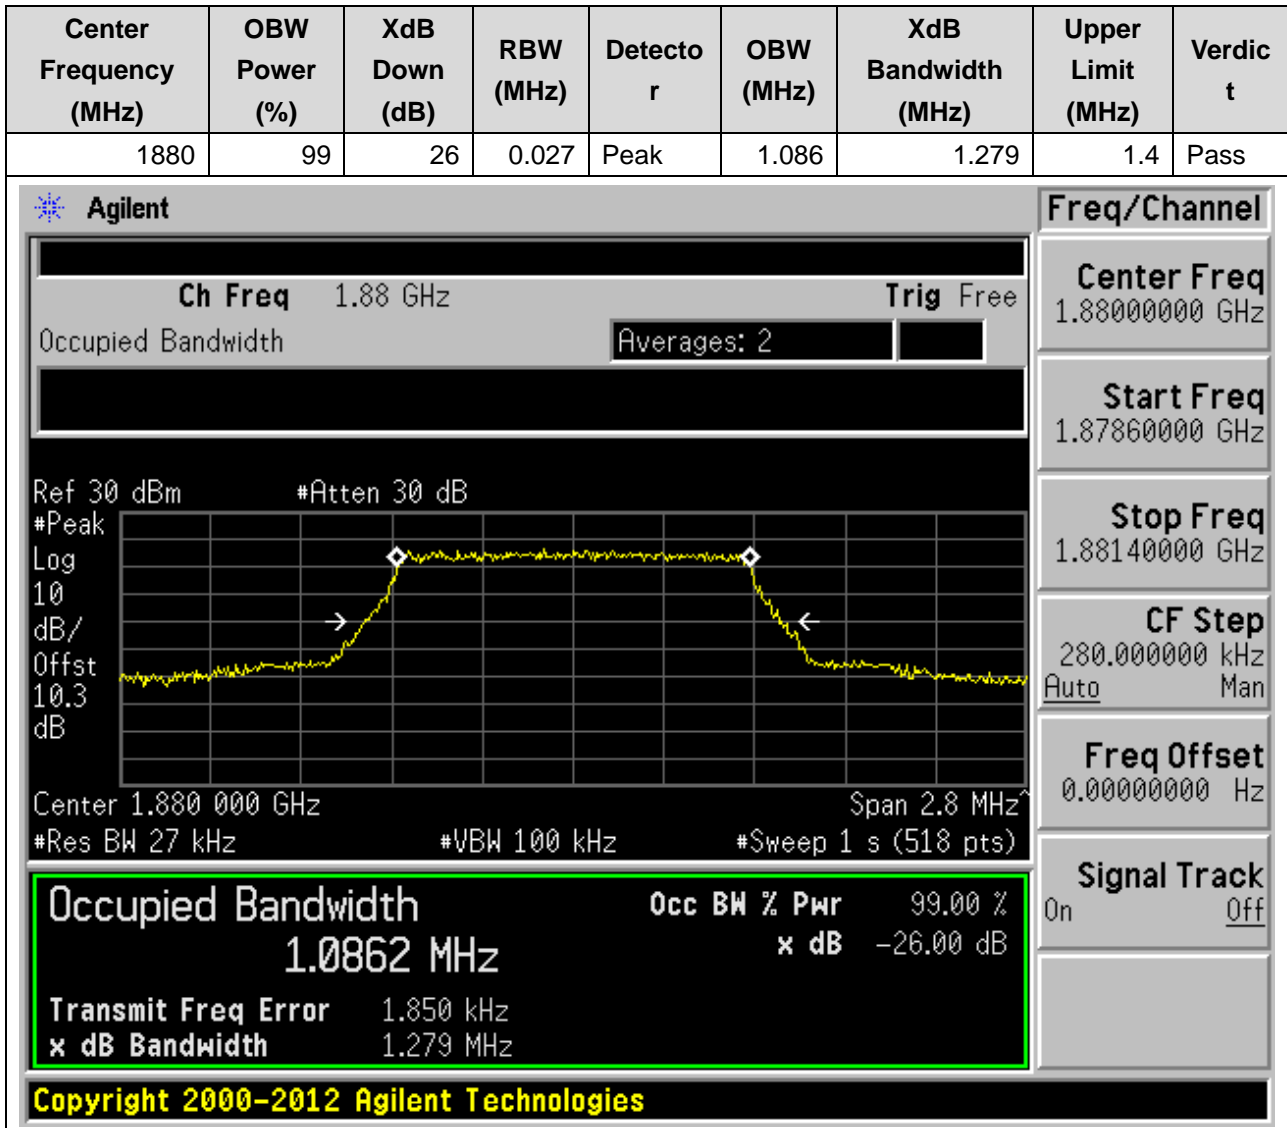 Center Frequency (MHz) OBW Power (%) XdB Down (dB) RBW (MHz) Detecto r OBW (MHz) XdB Bandwidth (MHz) Upper Limit (MHz) Verdic t
1880 99 26 0.027 Peak 1.086 1.279 1.4 Pass
Agilent
Freq/Channel
Ch Freq 1.88 GHz Trig Free
Occupied Bandwidth Averages: 2
Center Freq
1.88000000 GHz
Start Freq
1.87860000 GHz
Stop Freq
1.88140000 GHz
CF Step
280.000000 kHz
Auto Man
Freq Offset
0.00000000 Hz
Signal Track
On Off
Ref 30 dBm #Atten 30 dB
#Peak
Log
10
dB/
Offst
10.3
dB
Center 1.880 000 GHz Span 2.8 MHz^
#Res BW 27 kHz #VBW 100 kHz #Sweep 1 s (518 pts)
Occupied Bandwidth Occ BW % Pwr 99.00 %
1.0862 MHz x dB -26.00 dB
Transmit Freq Error 1.850 kHz
x dB Bandwidth 1.279 MHz
Copyright 2000-2012 Agilent Technologies